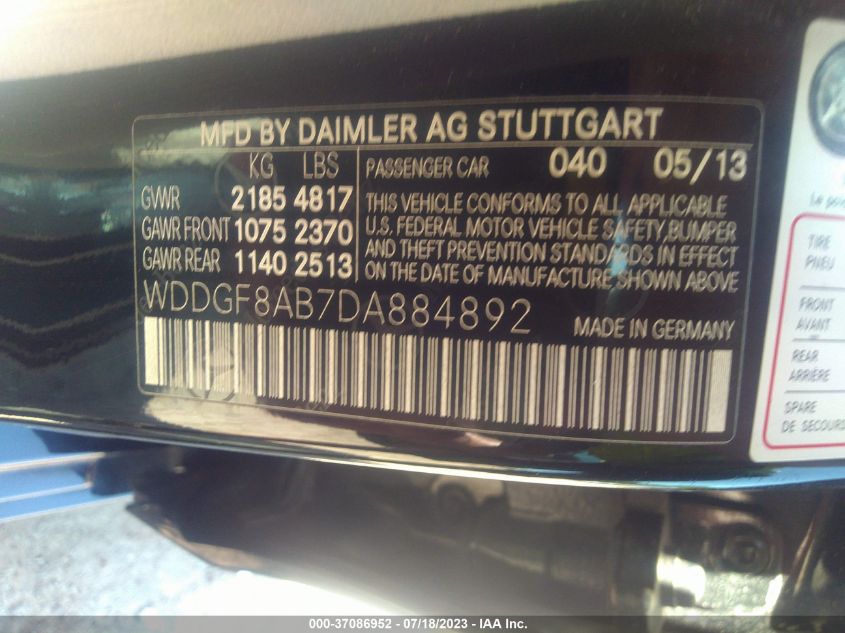 MFD BY DAIMLER AG STUTTGART
KG LBS
GVWR 2185 4817
GAWR FRONT 1075 2370
GAWR REAR 1140 2513
PASSENGER CAR 040 05/13
THIS VEHICLE CONFORMS TO ALL APPLICABLE
U.S. FEDERAL MOTOR VEHICLE SAFETY, BUMPER
AND THEFT PREVENTION STANDARDS IN EFFECT
ON THE DATE OF MANUFACTURE SHOWN ABOVE
WDDGF8AB7DA884892
MADE IN GERMANY
TIRE
PNEU
FRONT
AVANT
REAR
ARRIÈRE
SPARE
DE SECOURS
000-37086952 - 07/18/2023 - IAA Inc.